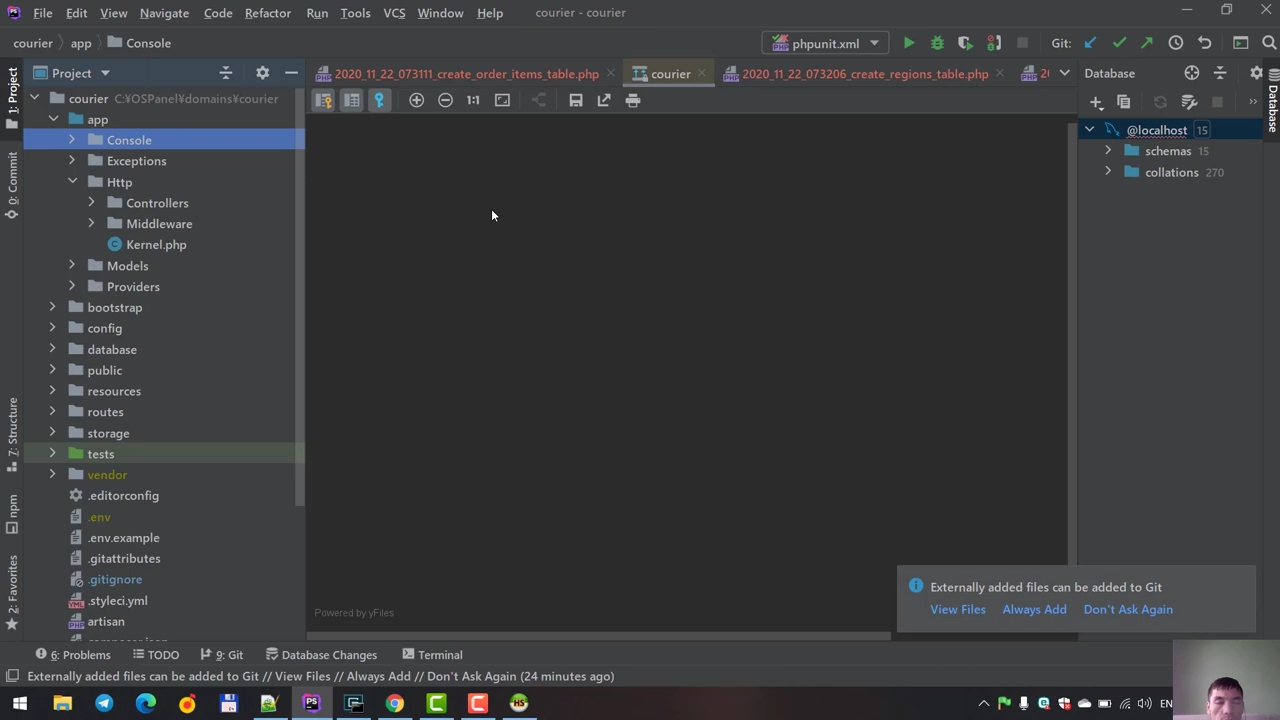 File Edit View Navigate Code Refactor Run Tools VCS Window Help courier - courier
courier app Console phpunit.xml Git:
Project 2020_11_22_073111_create_order_items_table.php courier 2020_11_22_073206_create_regions_table.php Database
1: Project
0: Commit
7: Structure
npm
2: Favorites
Database
courier C:¥OSPanel¥domains¥courier
app
Console
Exceptions
Http
Controllers
Middleware
Kernel.php
Models
Providers
bootstrap
config
database
public
resources
routes
storage
tests
vendor
.editorconfig
.env
.env.example
.gitattributes
.gitignore
.styleci.yml
artisan
1:1
@localhost 15
schemas 15
collations 270
Powered by yFiles
Externally added files can be added to Git
View Files Always Add Don't Ask Again
6: Problems TODO 9: Git Database Changes Terminal
Externally added files can be added to Git // View Files // Always Add // Don't Ask Again (24 minutes ago)
PS HS EN